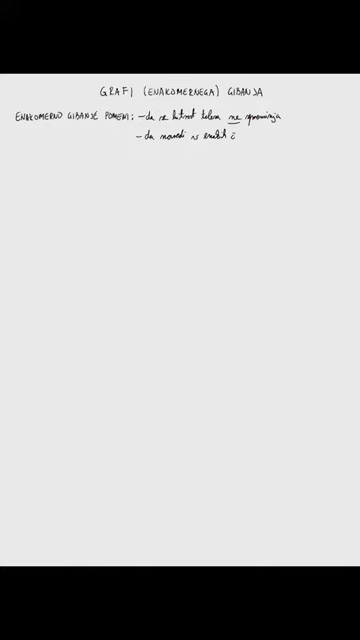 GRAFI (ENAKOMERNEGA) GIBANJA
ENAKOMERNO GIBANJE POMENI: - da se hitrost telesa ne spreminja
- da naredi v enakih č